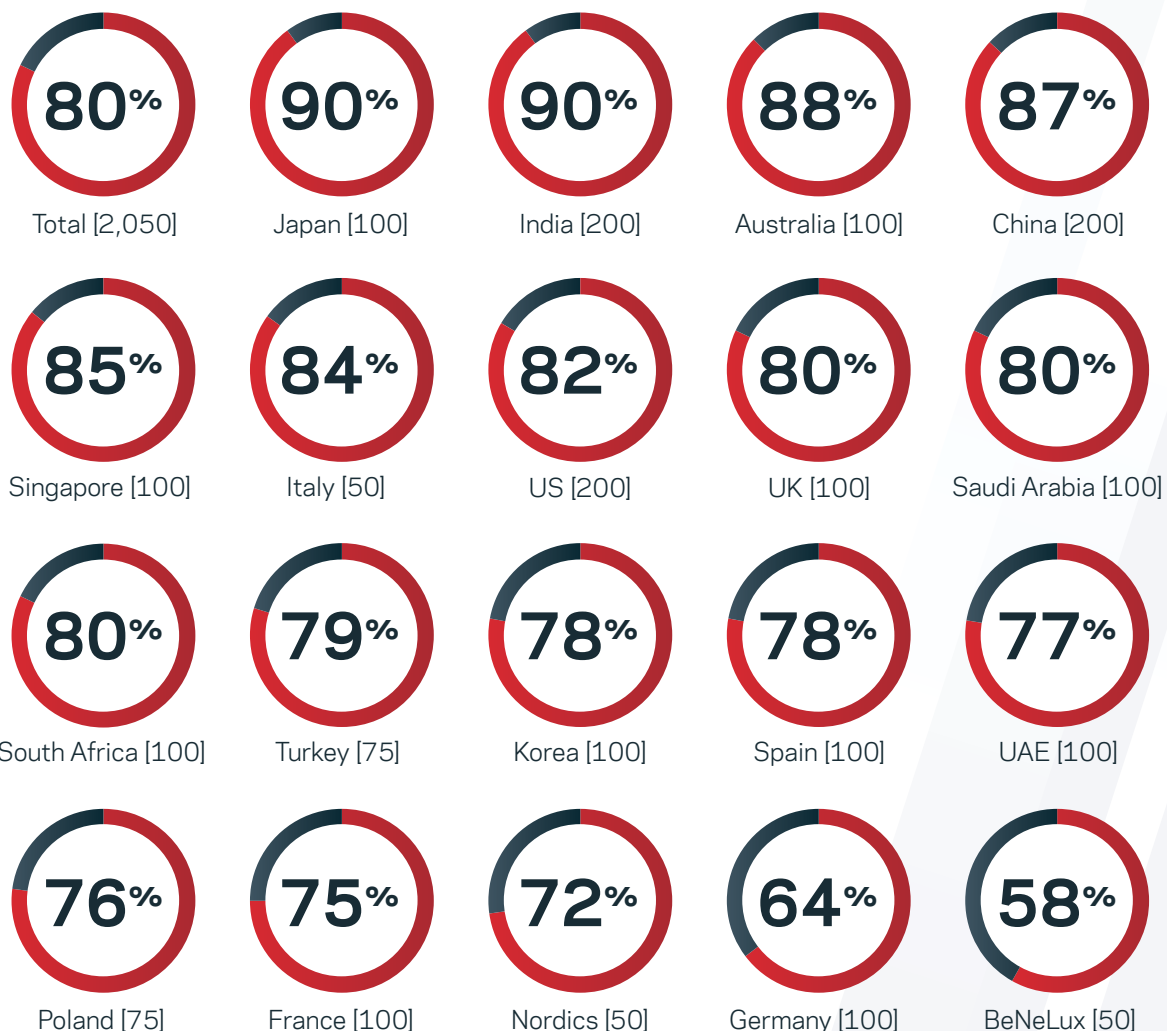 80% 90% 90% 88% 87%
Total [2,050] Japan [100] India [200] Australia [100] China [200]
85% 84% 82% 80% 80%
Singapore [100] Italy [50] US [200] UK [100] Saudi Arabia [100]
80% 79% 78% 78% 77%
South Africa [100] Turkey [75] Korea [100] Spain [100] UAE [100]
76% 75% 72% 64% 58%
Poland [75] France [100] Nordics [50] Germany [100] BeNeLux [50]